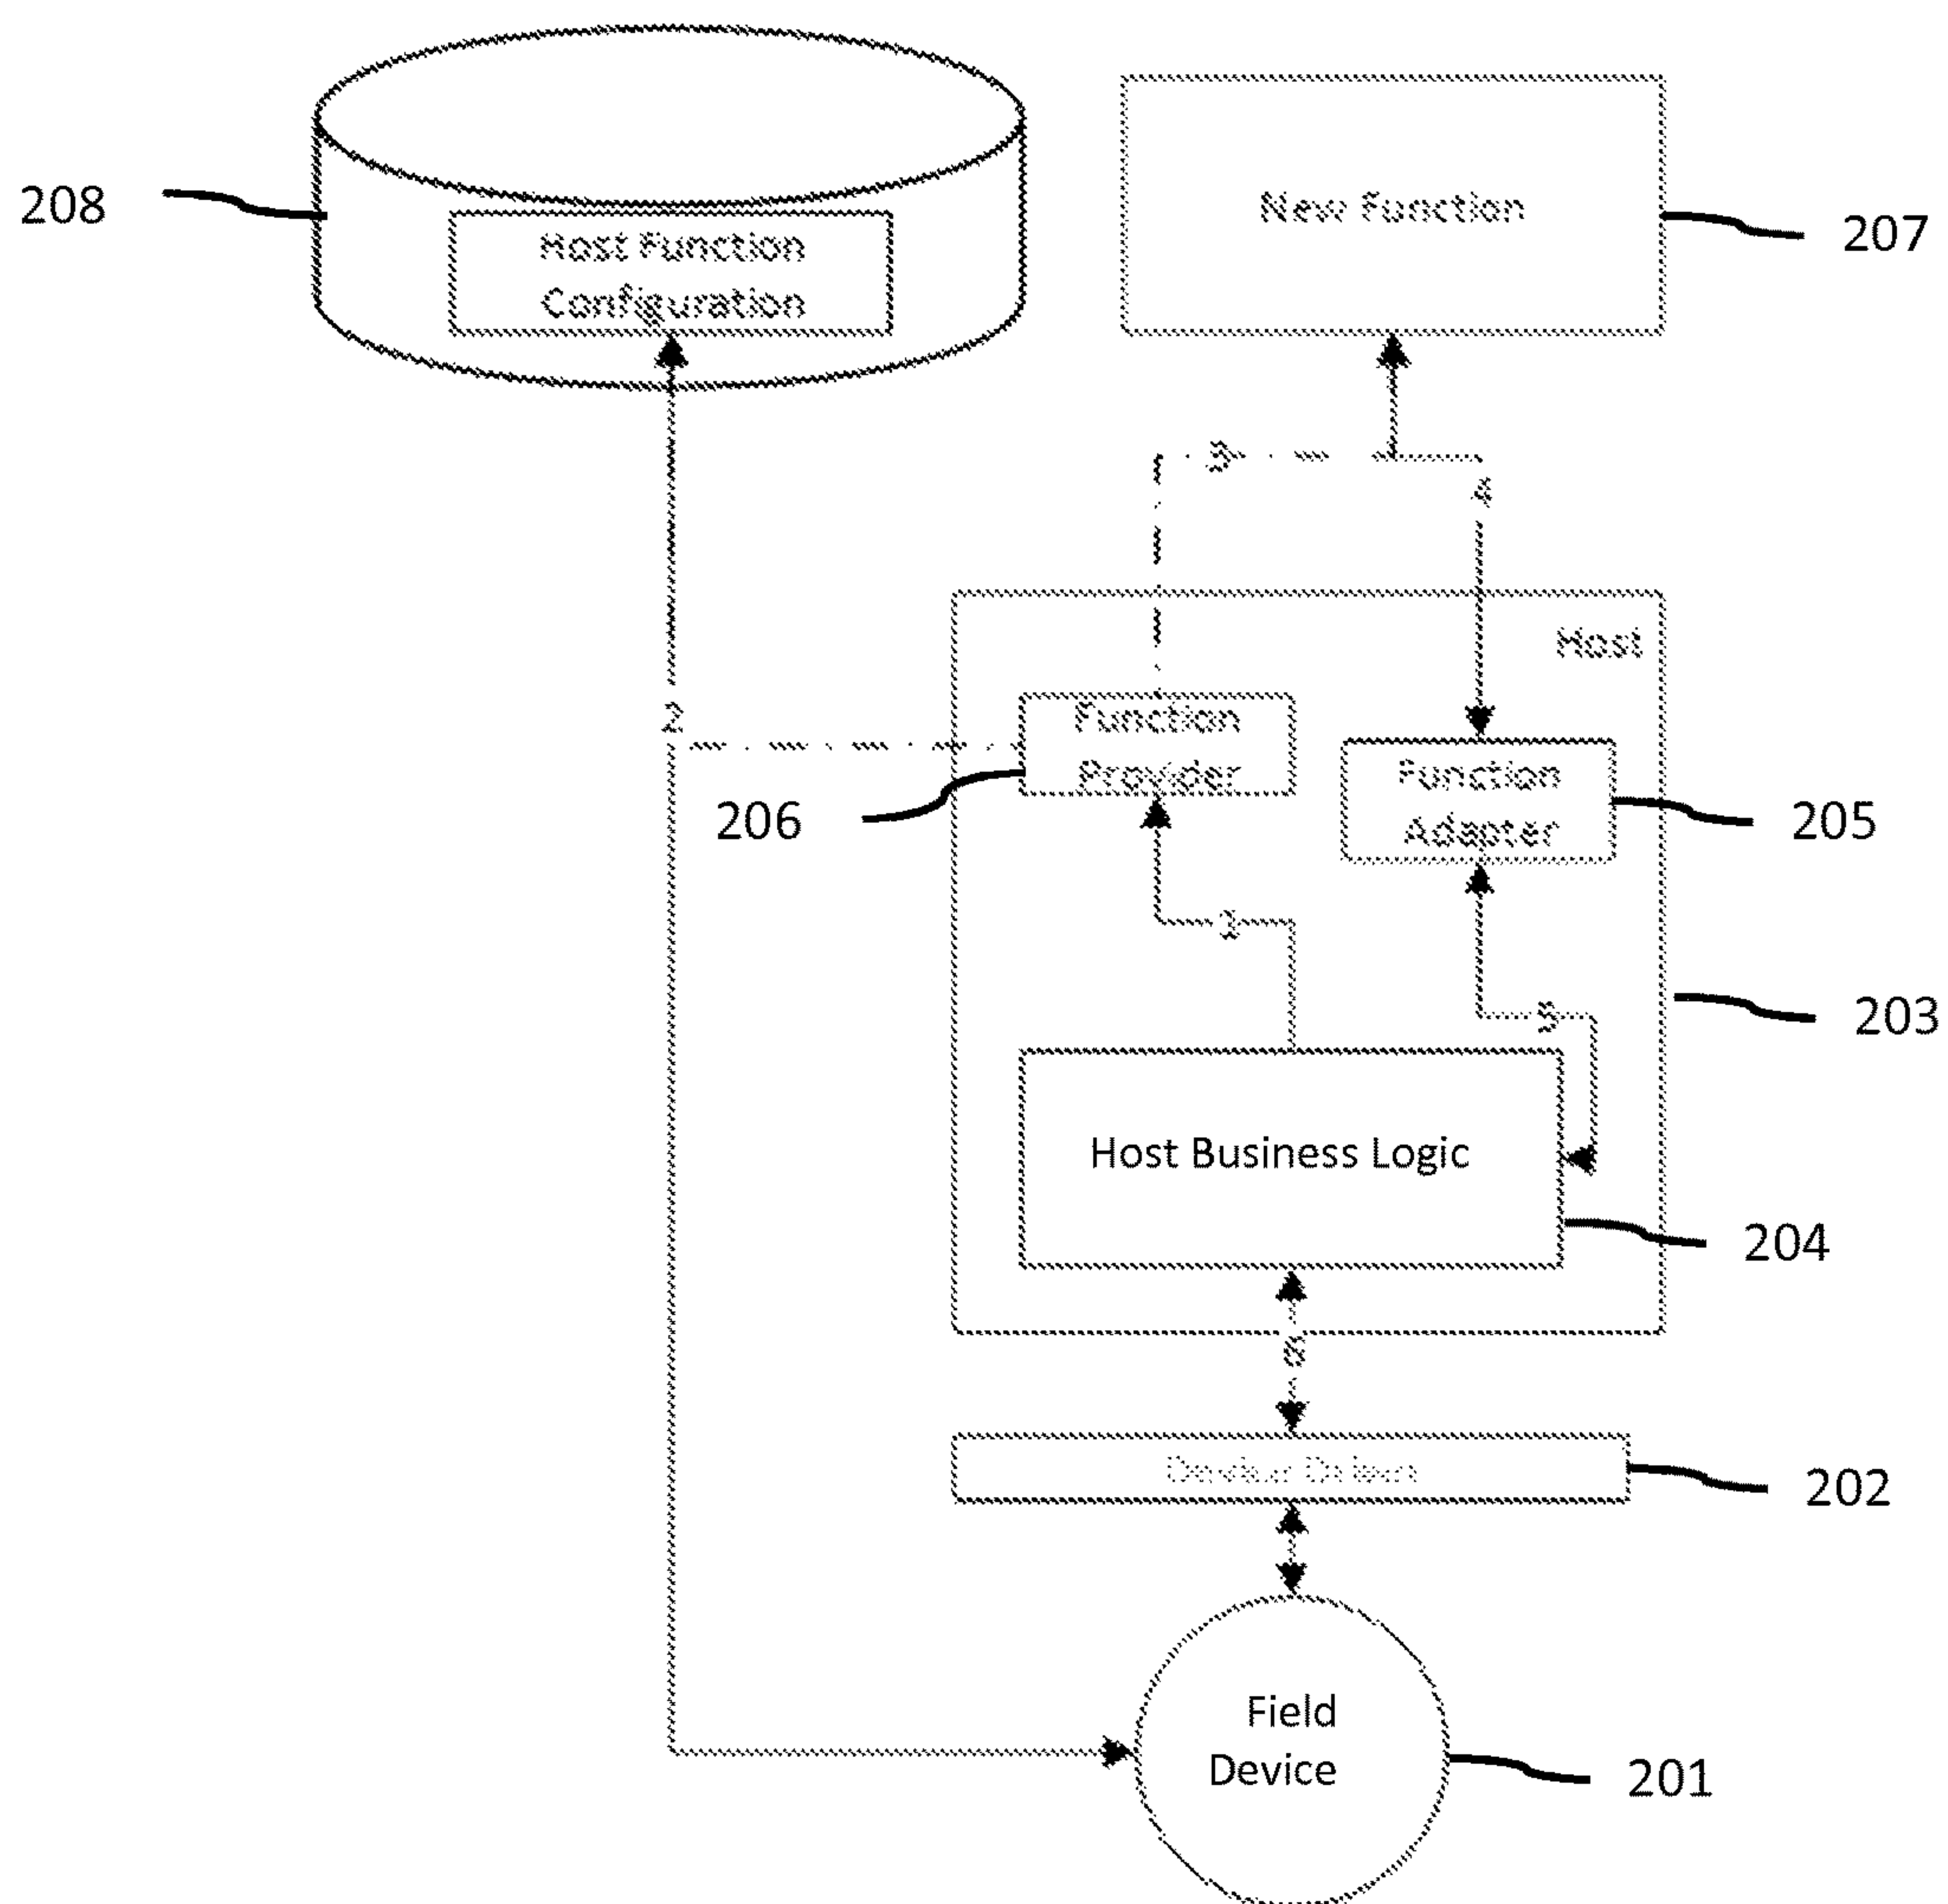 208
Host Function
Configuration
New Function
207
3
4
Host
2
Function
Provider
206
Function
Adapter
205
1
203
5
Host Business Logic
204
6
202
Field
Device
201